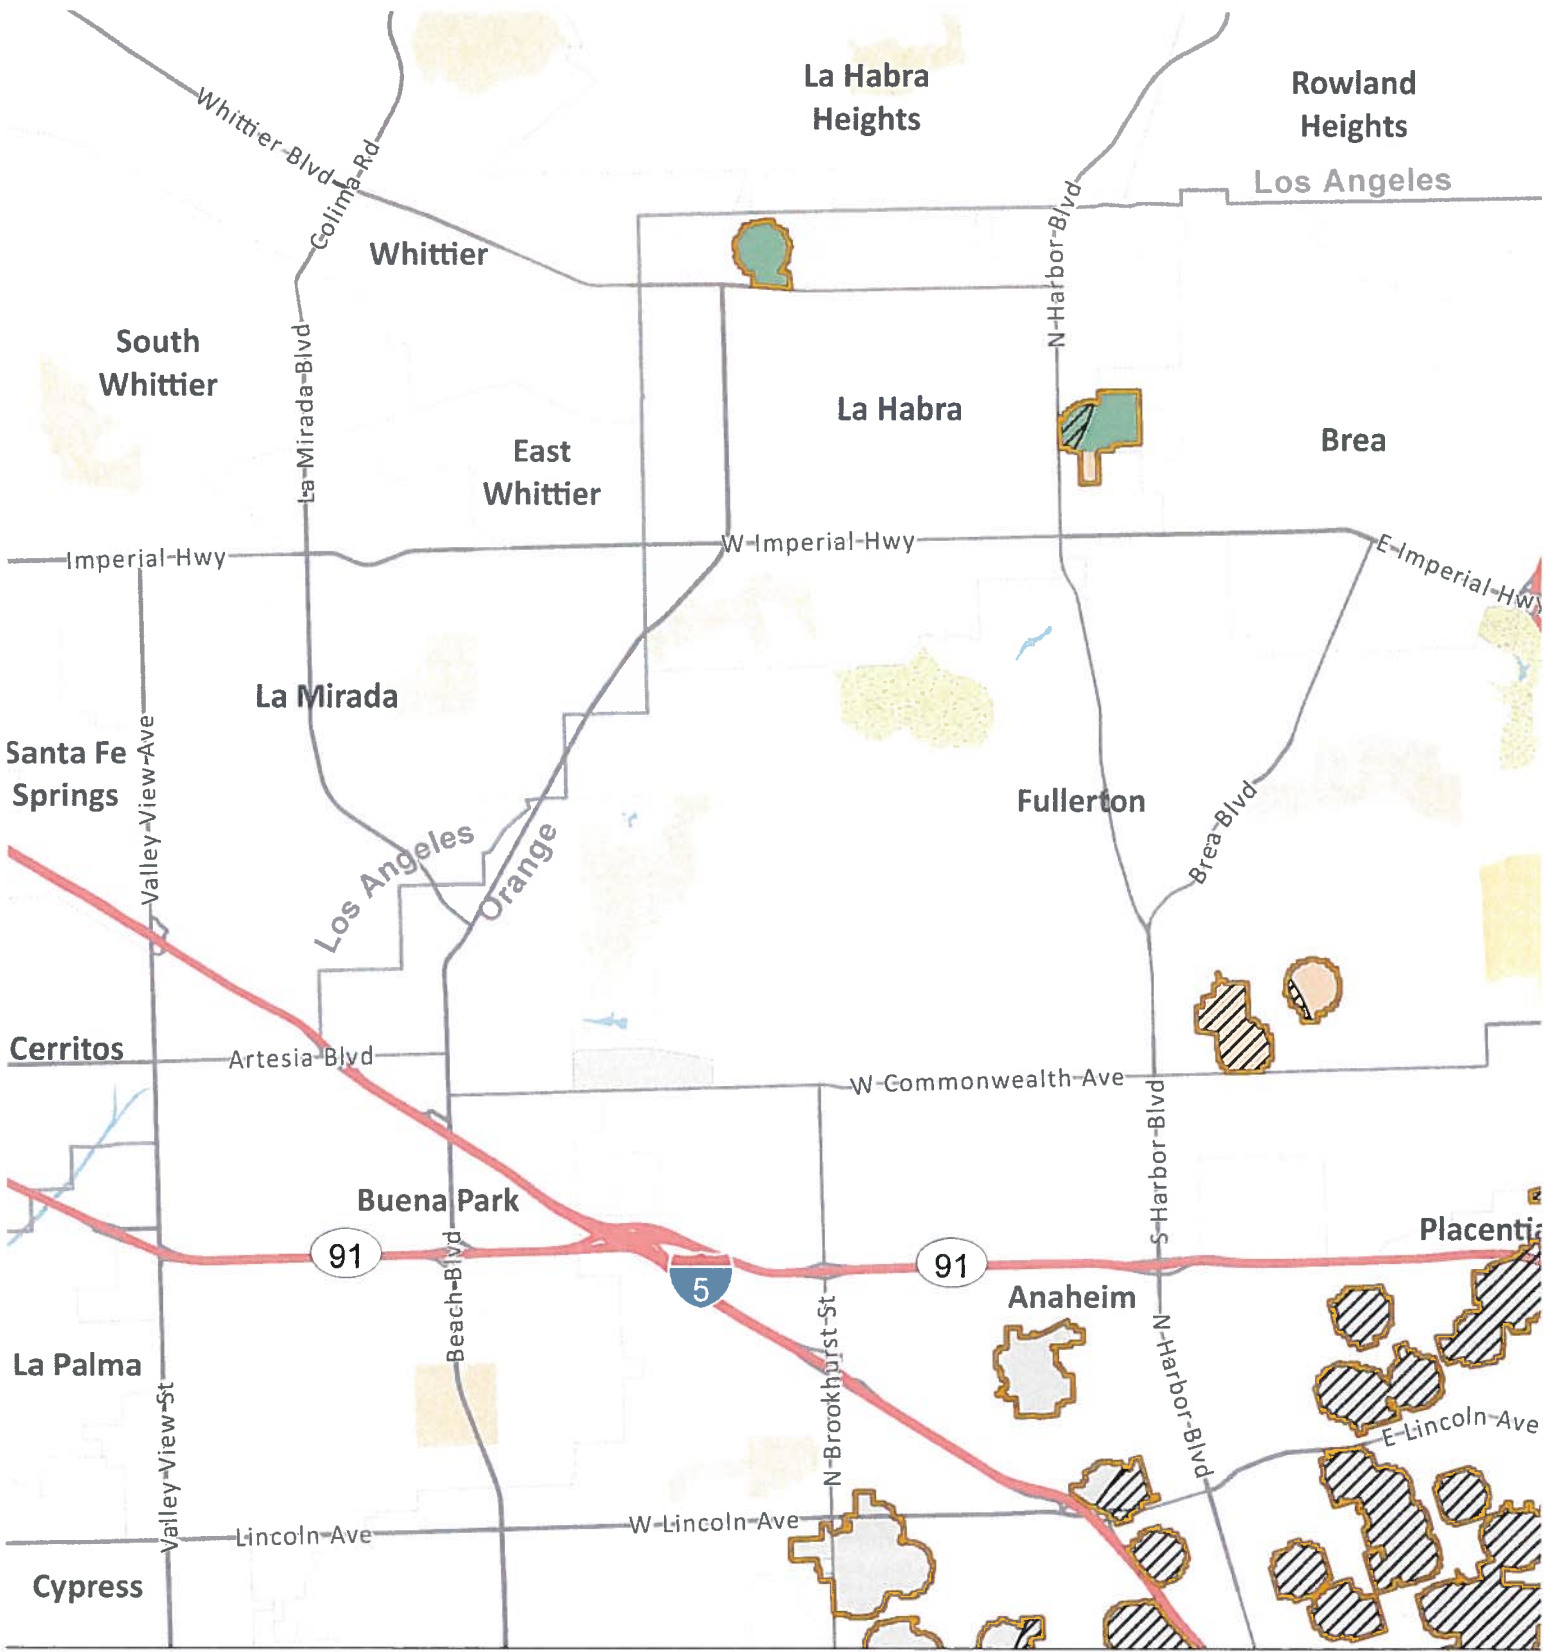 La Habra
Heights
Rowland
Heights
Los Angeles
Whittier-Blvd
Colima-Rd
N-Harbor-Blvd
Whittier
South
Whittier
La-Mirada-Blvd
La Habra
Brea
East
Whittier
Imperial-Hwy
W-Imperial-Hwy
E-Imperial-Hwy
La Mirada
Santa Fe
Springs
Valley-View-Ave
Fullerton
Brea-Blvd
Los Angeles
Orange
Cerritos
Artesia-Blvd
W-Commonwealth-Ave
S-Harbor-Blvd
Buena Park
Placentia
91
91
5
Beach-Blvd
Anaheim
N-Brookhurst-St
N-Harbor-Blvd
La Palma
Valley-View-St
E-Lincoln-Ave
Lincoln Ave
W-Lincoln Ave
Cypress